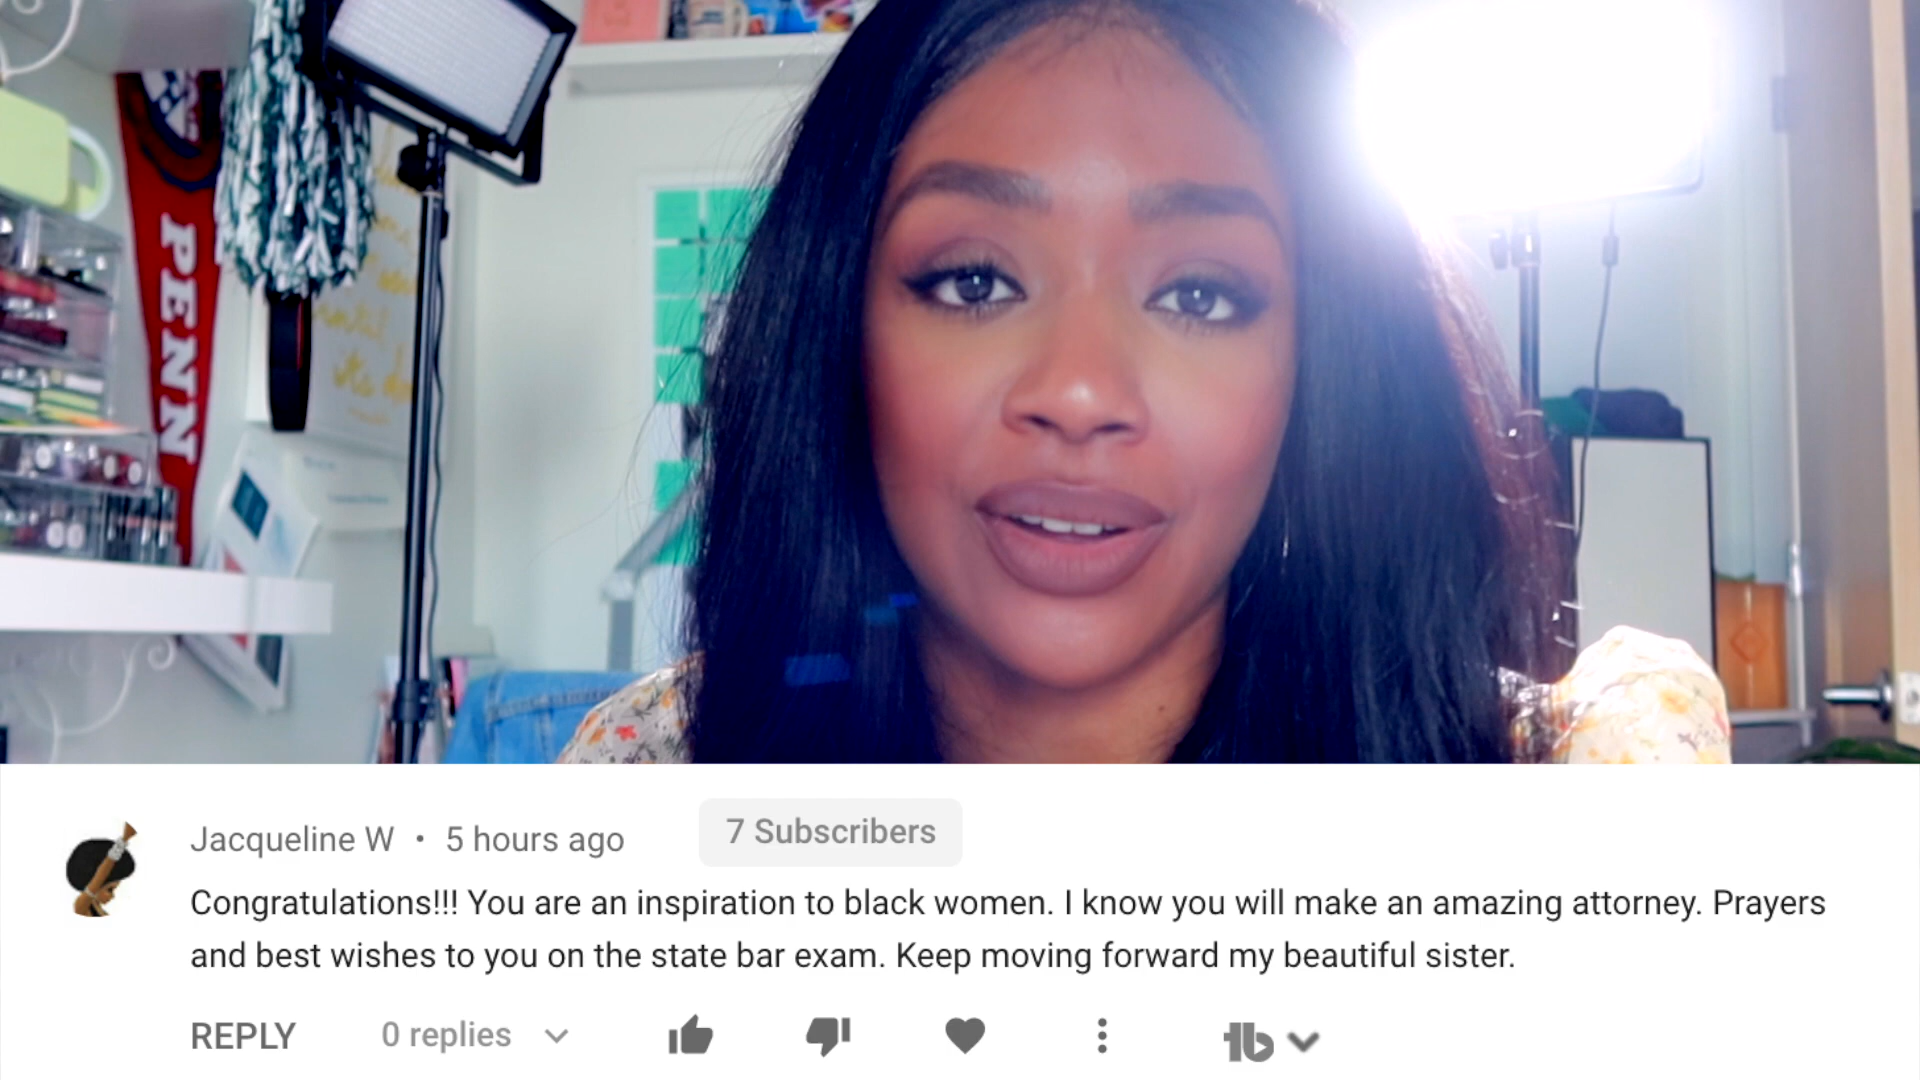 PENN
Jacqueline W • 5 hours ago
7 Subscribers
Congratulations!!! You are an inspiration to black women. I know you will make an amazing attorney. Prayers
and best wishes to you on the state bar exam. Keep moving forward my beautiful sister.
REPLY 0 replies